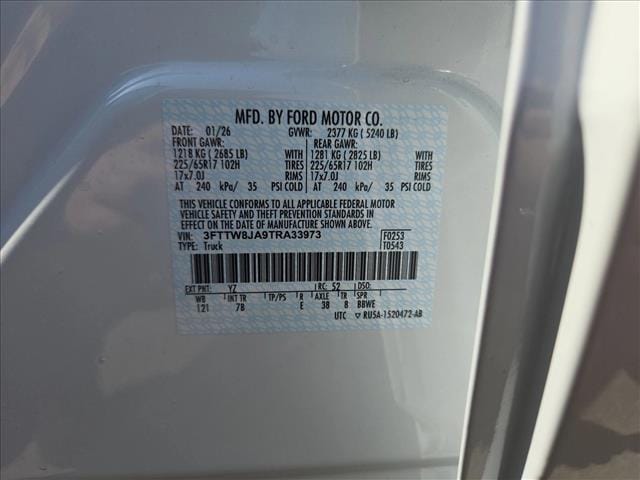 MFD. BY FORD MOTOR CO.
DATE: 01/26 GVWR: 2377 KG ( 5240 LB)
FRONT GAWR: REAR GAWR:
1218 KG ( 2685 LB) WITH 1281 KG ( 2825 LB) WITH
225/65R17 102H TIRES 225/65R17 102H TIRES
17x7.0J RIMS 17x7.0J RIMS
AT 240 kPa/ 35 PSI COLD AT 240 kPa/ 35 PSI COLD
THIS VEHICLE CONFORMS TO ALL APPLICABLE FEDERAL MOTOR
VEHICLE SAFETY AND THEFT PREVENTION STANDARDS IN
EFFECT ON THE DATE OF MANUFACTURE SHOWN ABOVE.
VIN: 3FTTW8JA9TRA33973 F0253
TYPE: Truck T0543
EXT PNT: YZ RC: 52 DSO:
WB INT TR TP/PS R AXLE TR SPR
121 7B E 38 8 BBWE
UTC ▽ RU5A-1520472-AB